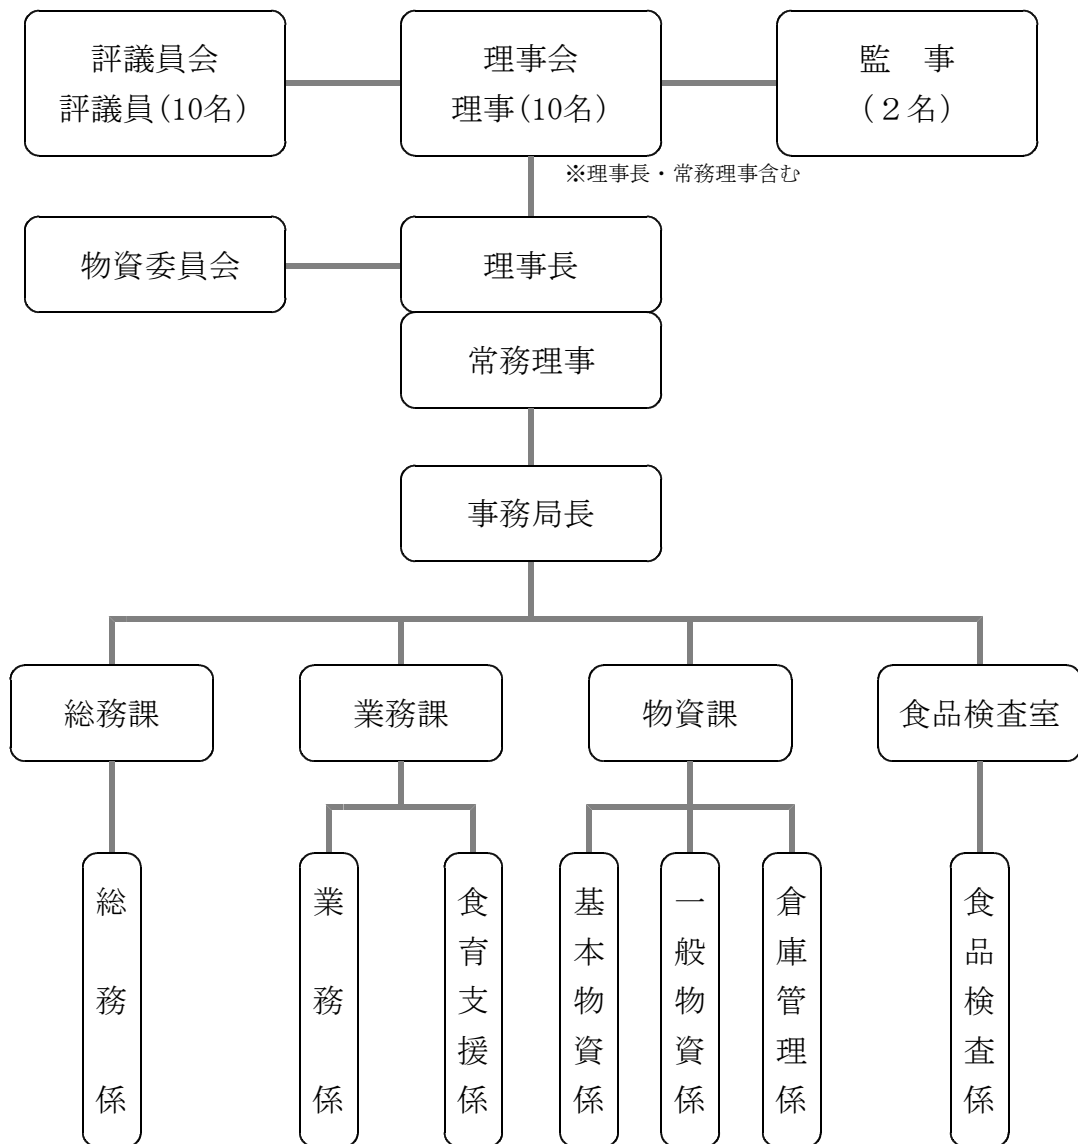 評議員会
評議員(10名)
理事会
理事(10名)
監　事
(２名)
※理事長・常務理事含む
物資委員会
理事長
常務理事
事務局長
総務課
業務課
物資課
食品検査室
総務係
業務係
食育支援係
基本物資係
一般物資係
倉庫管理係
食品検査係